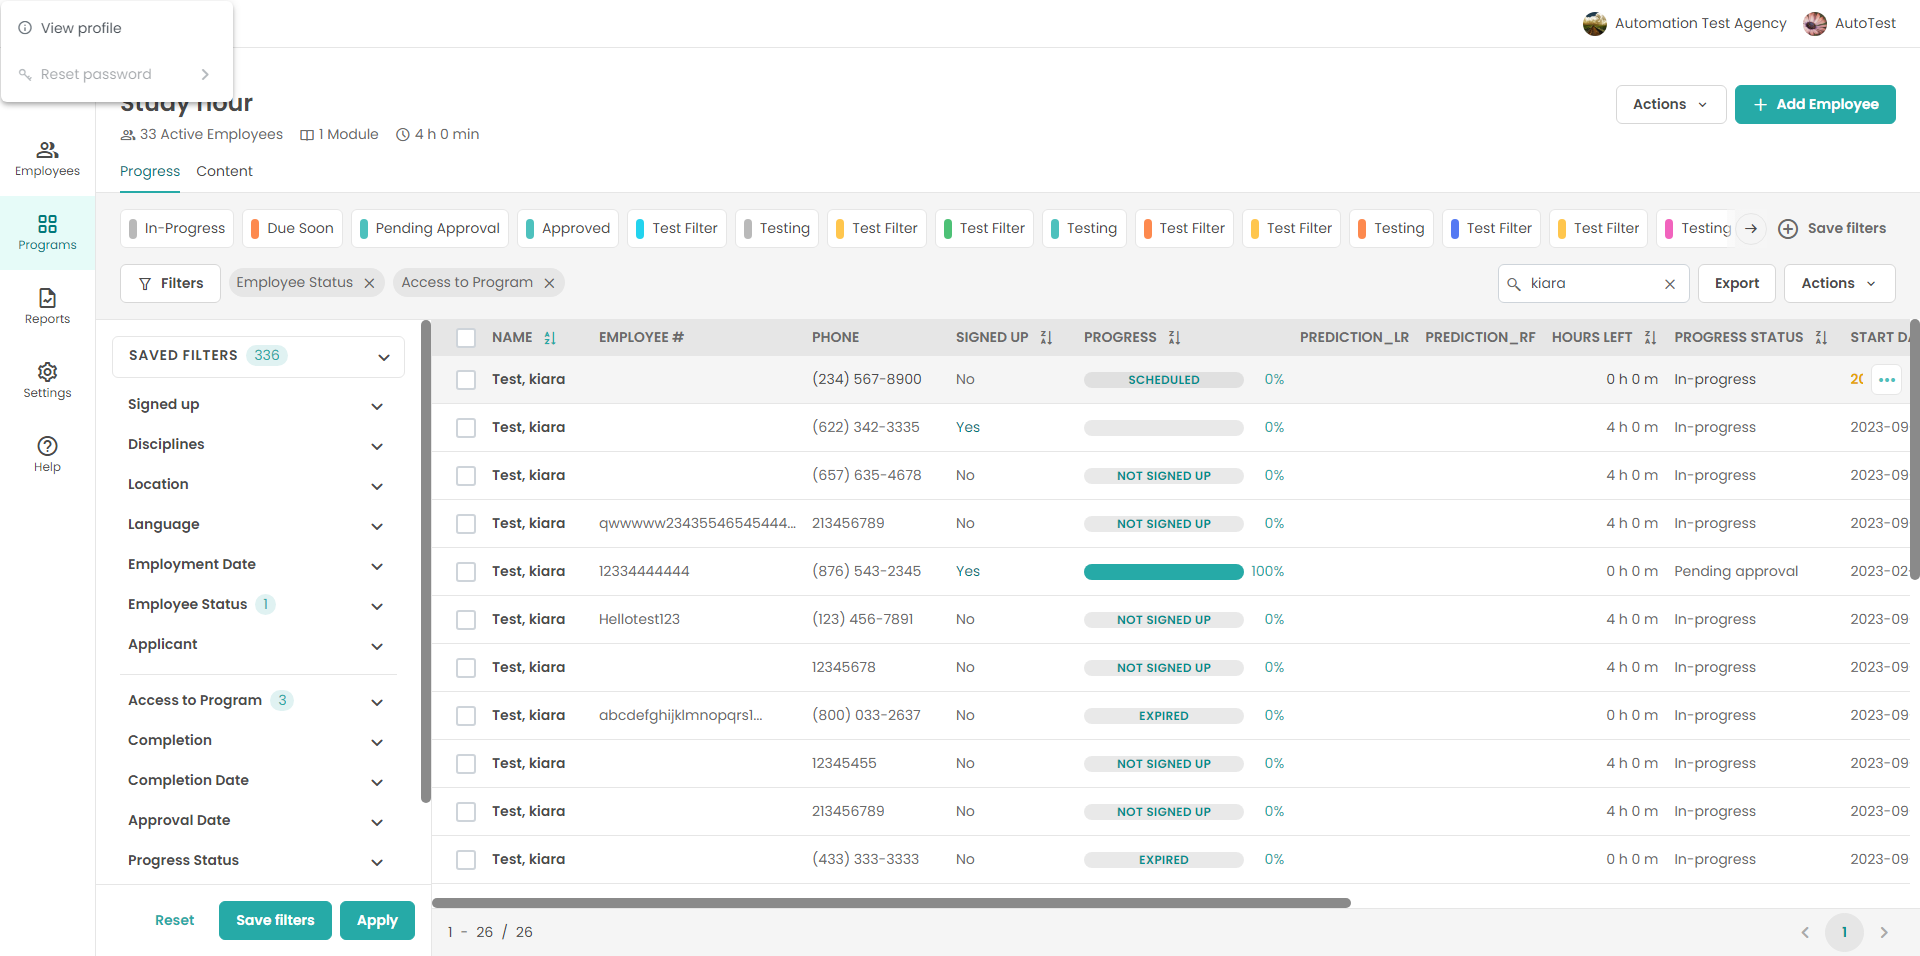 View profile
Reset password
Automation Test Agency
AutoTest
Study hour
33 Active Employees
1 Module
4 h 0 min
Actions
Add Employee
Progress
Content
Employees
Programs
Reports
Settings
Help
In-Progress
Due Soon
Pending Approval
Approved
Test Filter
Testing
Test Filter
Test Filter
Testing
Test Filter
Test Filter
Testing
Test Filter
Test Filter
Testing
Save filters
Filters
Employee Status
Access to Program
kiara
Export
Actions
SAVED FILTERS 336
Signed up
Disciplines
Location
Language
Employment Date
Employee Status 1
Applicant
Access to Program 3
Completion
Completion Date
Approval Date
Progress Status
Reset
Save filters
Apply
NAME EMPLOYEE # PHONE SIGNED UP PROGRESS PREDICTION_LR PREDICTION_RF HOURS LEFT PROGRESS STATUS START DA
Test, kiara (234) 567-8900 No SCHEDULED 0% 0 h 0 m In-progress 20
Test, kiara (622) 342-3335 Yes 0% 4 h 0 m In-progress 2023-09
Test, kiara (657) 635-4678 No NOT SIGNED UP 0% 4 h 0 m In-progress 2023-09
Test, kiara qwwwww23435546545444... 213456789 No NOT SIGNED UP 0% 4 h 0 m In-progress 2023-09
Test, kiara 12334444444 (876) 543-2345 Yes 100% 0 h 0 m Pending approval 2023-02-
Test, kiara Hellotest123 (123) 456-7891 No NOT SIGNED UP 0% 4 h 0 m In-progress 2023-09
Test, kiara 12345678 No NOT SIGNED UP 0% 4 h 0 m In-progress 2023-09
Test, kiara abcdefghijklmnopqrs1... (800) 033-2637 No EXPIRED 0% 0 h 0 m In-progress 2023-09
Test, kiara 12345455 No NOT SIGNED UP 0% 4 h 0 m In-progress 2023-09
Test, kiara 213456789 No NOT SIGNED UP 0% 4 h 0 m In-progress 2023-09
Test, kiara (433) 333-3333 No EXPIRED 0% 0 h 0 m In-progress 2023-09
1 - 26 / 26
1